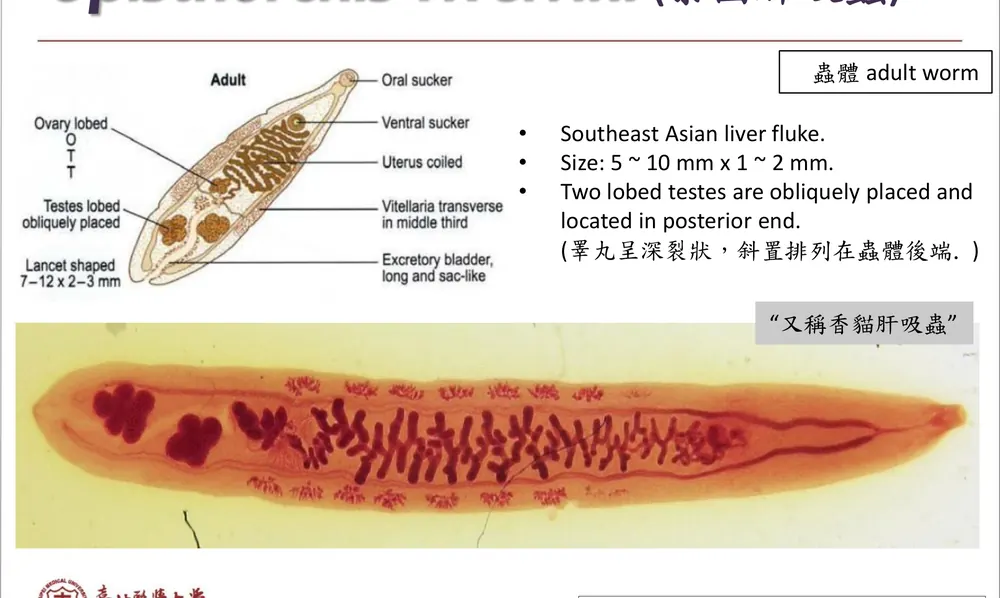 Adult
Oral sucker
Ventral sucker
Uterus coiled
Vitellaria transverse
in middle third
Excretory bladder,
long and sac-like
Ovary lobed
O
T
T
Testes lobed
obliquely placed
Lancet shaped
7–12 x 2–3 mm
蟲體 adult worm
• Southeast Asian liver fluke.
• Size: 5 ~ 10 mm x 1 ~ 2 mm.
• Two lobed testes are obliquely placed and
located in posterior end.
(睪丸呈深裂狀，斜置排列在蟲體後端. )
“又稱香貓肝吸蟲”